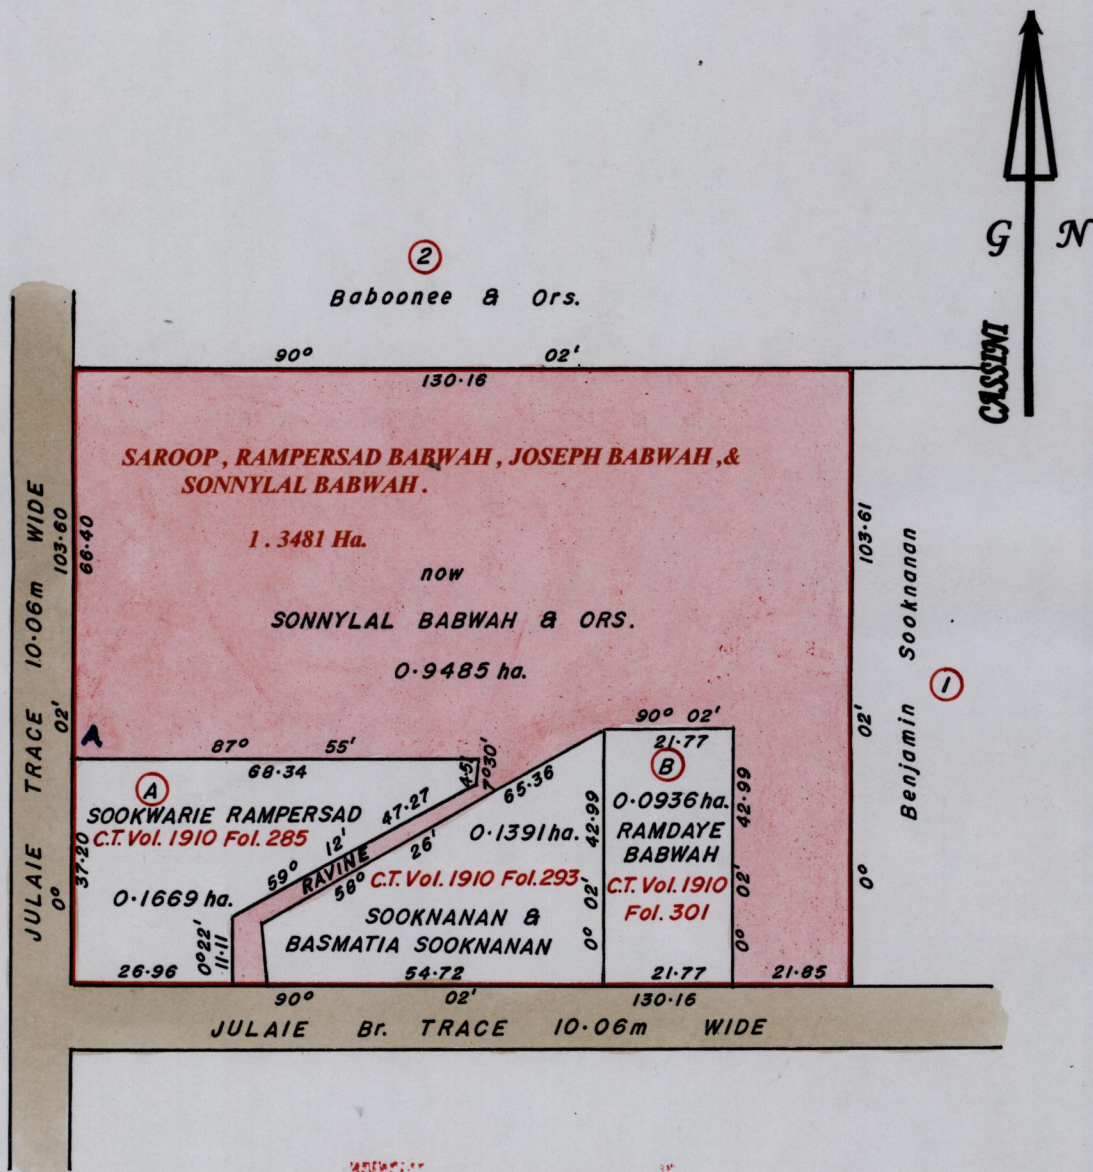 G N
CASSINI
2
Baboonee & Ors.
90° 02'
130·16
SAROOP, RAMPERSAD BABWAH, JOSEPH BABWAH,&
SONNYLAL BABWAH.
1.3481 Ha.
now
SONNYLAL BABWAH & ORS.
0·9485 ha.
JULAIE TRACE 10·06m WIDE
0° 02' 103·60
66·40
37·20
0° 02' 103·61
Benjamin Sooknanan
1
A
87° 55'
68·34
4·51
7°30'
A
SOOKWARIE RAMPERSAD
C.T. Vol. 1910 Fol. 285
0·1669 ha.
59° 12' 47·27
RAVINE
58° 26' 65·36
0°22'
11·11
26·96
0·1391ha.
C.T. Vol. 1910 Fol. 293
SOOKNANAN &
BASMATIA SOOKNANAN
54·72
0° 02' 42·99
90° 02'
21·77
B
0·0936ha.
RAMDAYE
BABWAH
C.T. Vol. 1910
Fol. 301
0° 02' 42·99
21·77
21·85
90° 02' 130·16
JULAIE Br. TRACE 10·06m WIDE